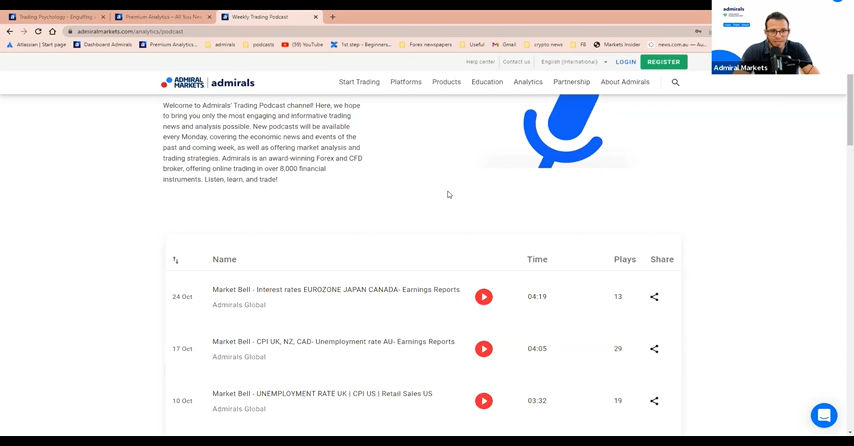 Trading Psychology - Engulfing
Premium Analytics – All You Nee
Weekly Trading Podcast
admiralmarkets.com/analytics/podcast
Atlassian | Start page
Dashboard Admirals
Premium Analytics...
admirals
podcasts
(59) YouTube
1st step - Beginners...
Forex newspapers
Useful
Gmail
crypto news
FB
Markets Insider
news.com.au — Au...
admirals
Admiral Markets
Help center
Contact us
English (International)
LOGIN
REGISTER
ADMIRAL MARKETS | admirals
Start Trading
Platforms
Products
Education
Analytics
Partnership
About Admirals
Welcome to Admirals' Trading Podcast channel! Here, we hope
to bring you only the most engaging and informative trading
news and analysis possible. New podcasts will be available
every Monday, covering the economic news and events of the
past and coming week, as well as offering market analysis and
trading strategies. Admirals is an award-winning Forex and CFD
broker, offering online trading in over 8,000 financial
instruments. Listen, learn, and trade!
Name Time Plays Share
24 Oct Market Bell - Interest rates EUROZONE JAPAN CANADA- Earnings Reports 04:19 13
Admirals Global
17 Oct Market Bell - CPI UK, NZ, CAD- Unemployment rate AU- Earnings Reports 04:05 29
Admirals Global
10 Oct Market Bell - UNEMPLOYMENT RATE UK | CPI US | Retail Sales US 03:32 19
Admirals Global